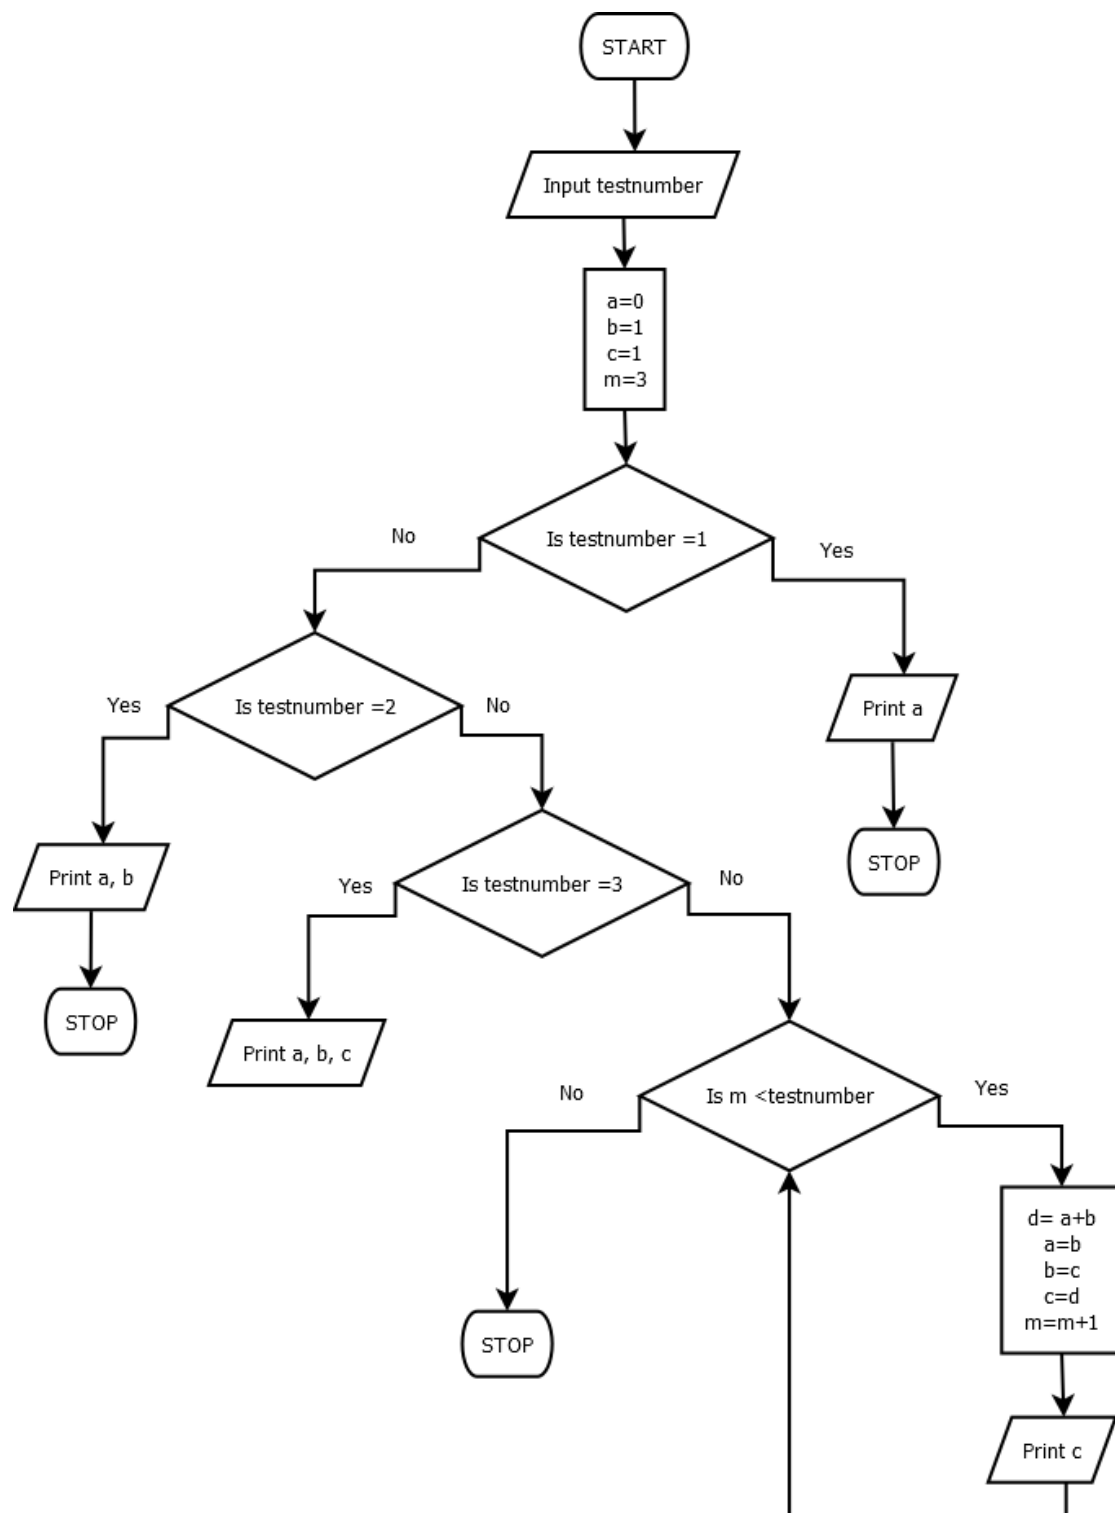 START
Input testnumber
a=0
b=1
c=1
m=3
Is testnumber =1
No
Yes
Is testnumber =2
Yes
No
Print a
Is testnumber =3
Yes
No
STOP
Print a, b
STOP
Print a, b, c
Is m <testnumber
No
Yes
d= a+b
a=b
b=c
c=d
m=m+1
STOP
Print c